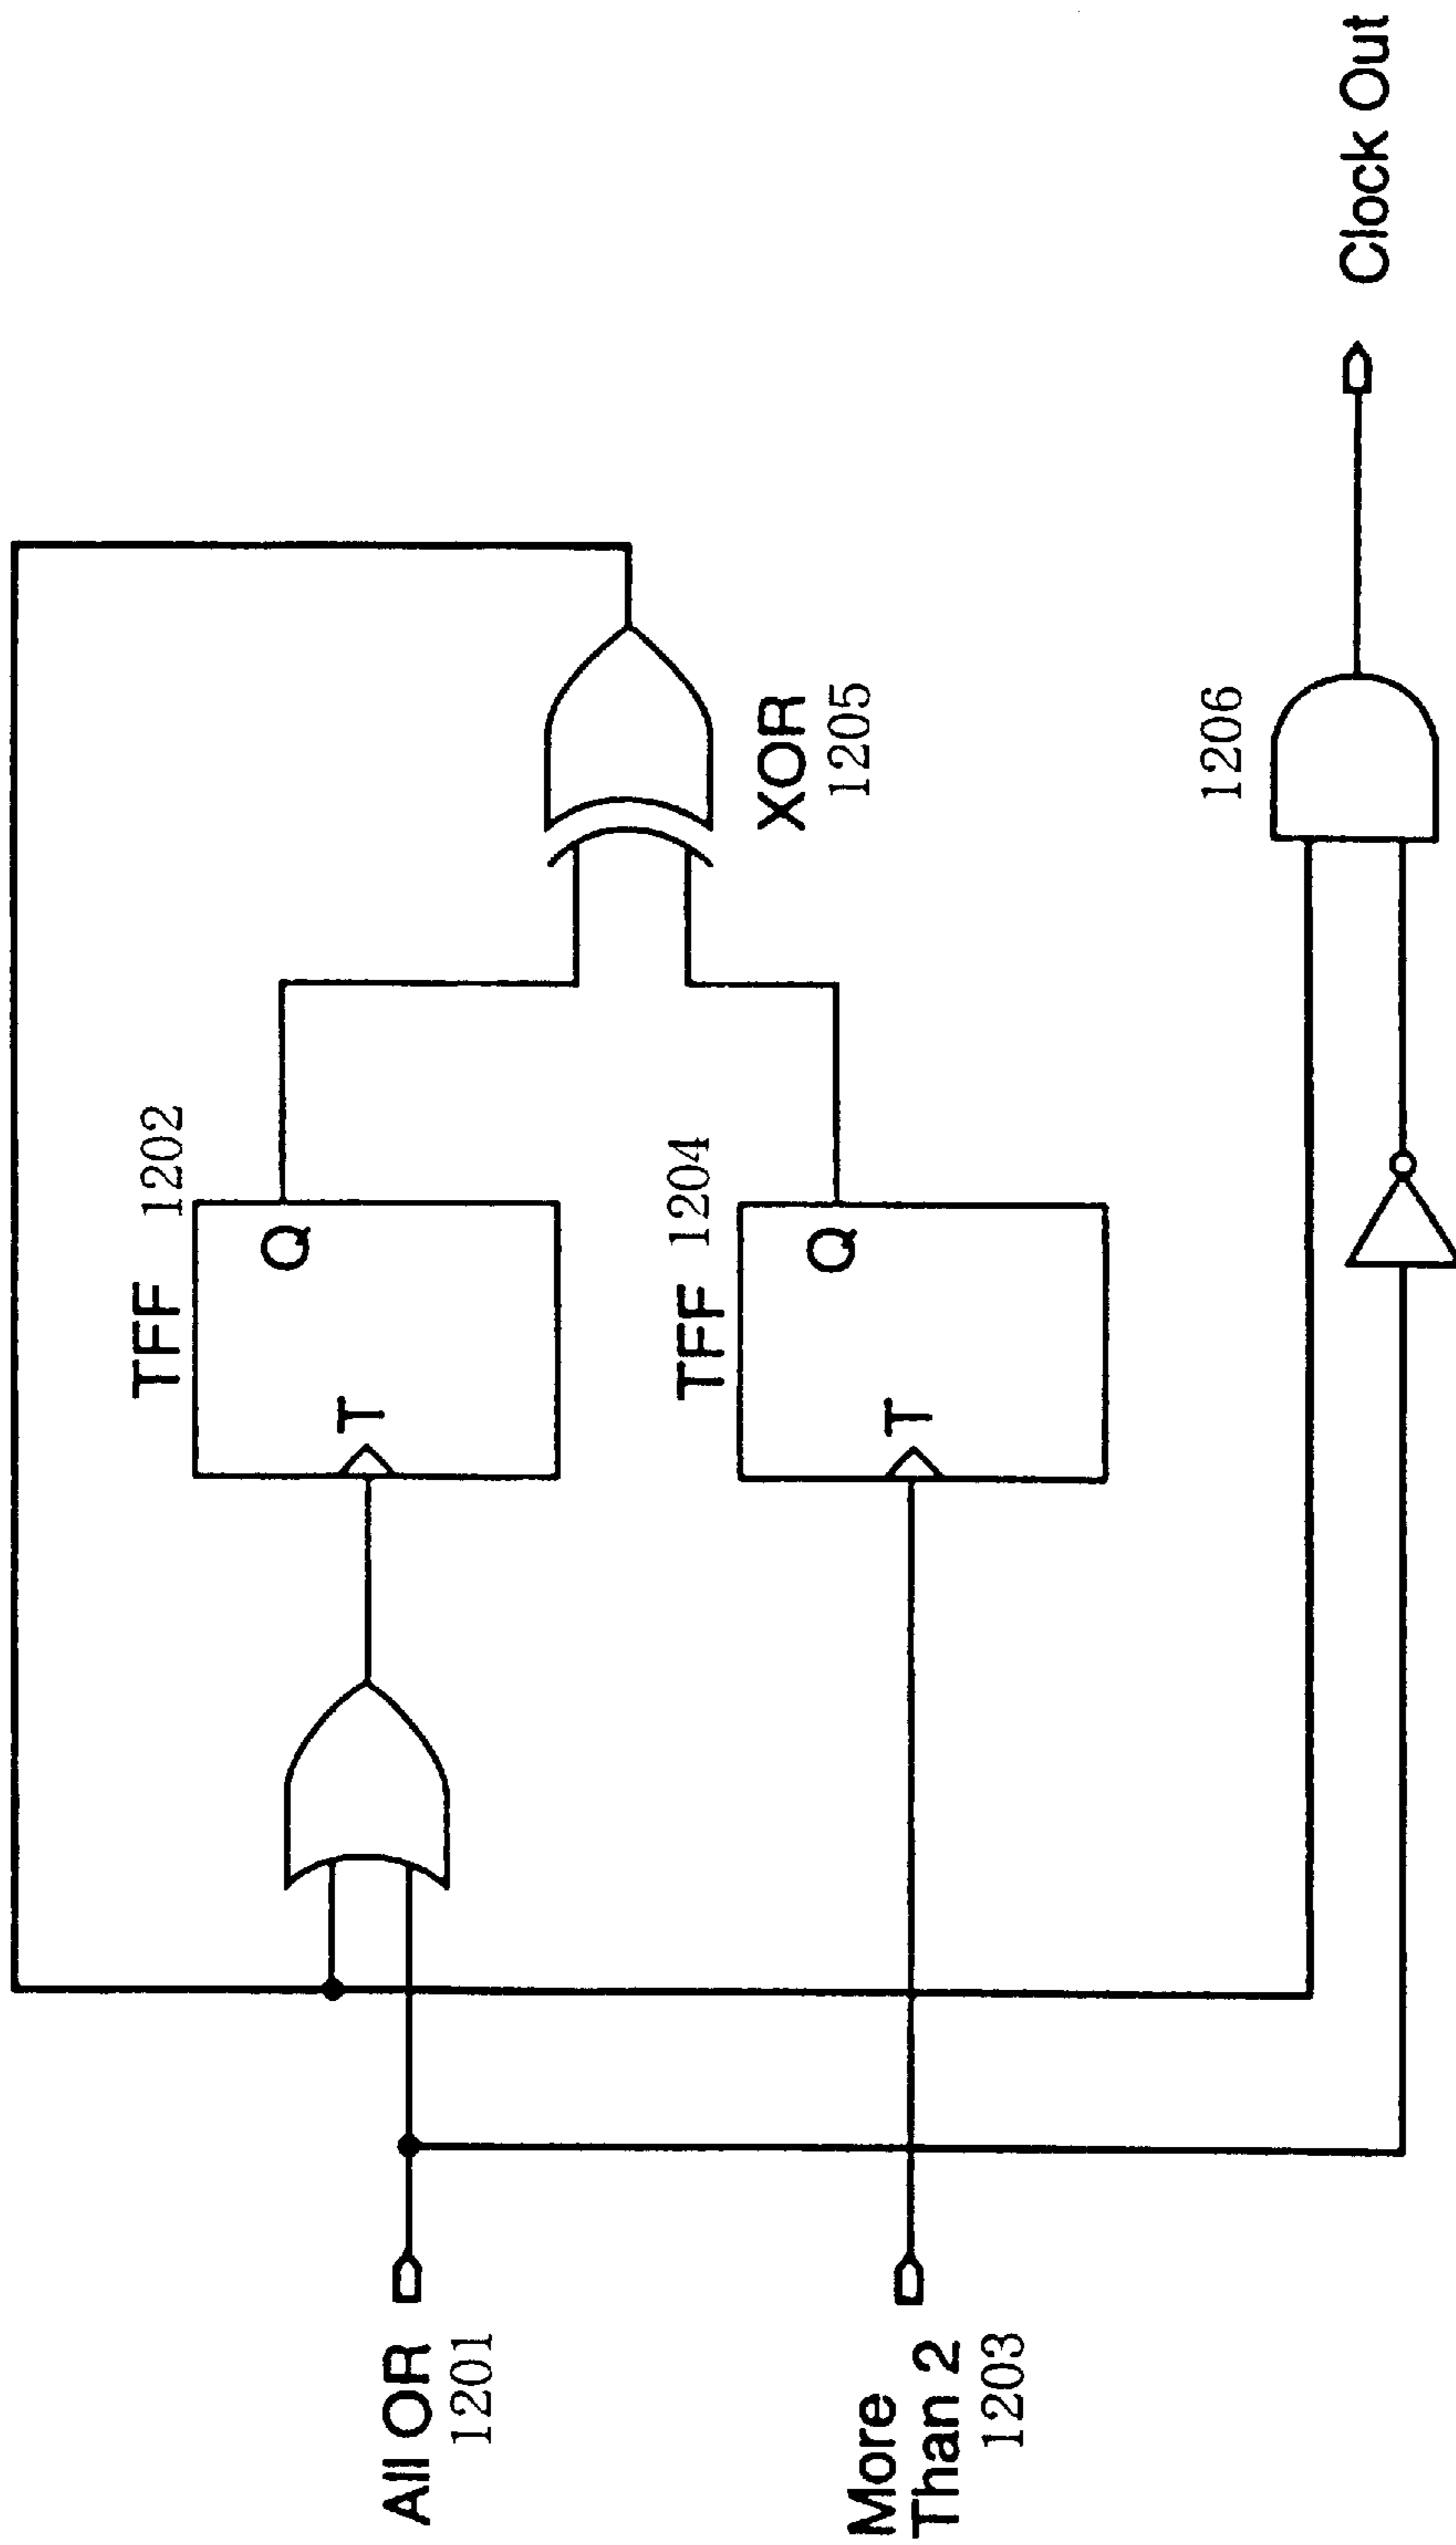 TFF 1202
T
Q
All OR
1201
XOR
1205
TFF 1204
T
Q
More
Than 2
1203
1206
Clock Out